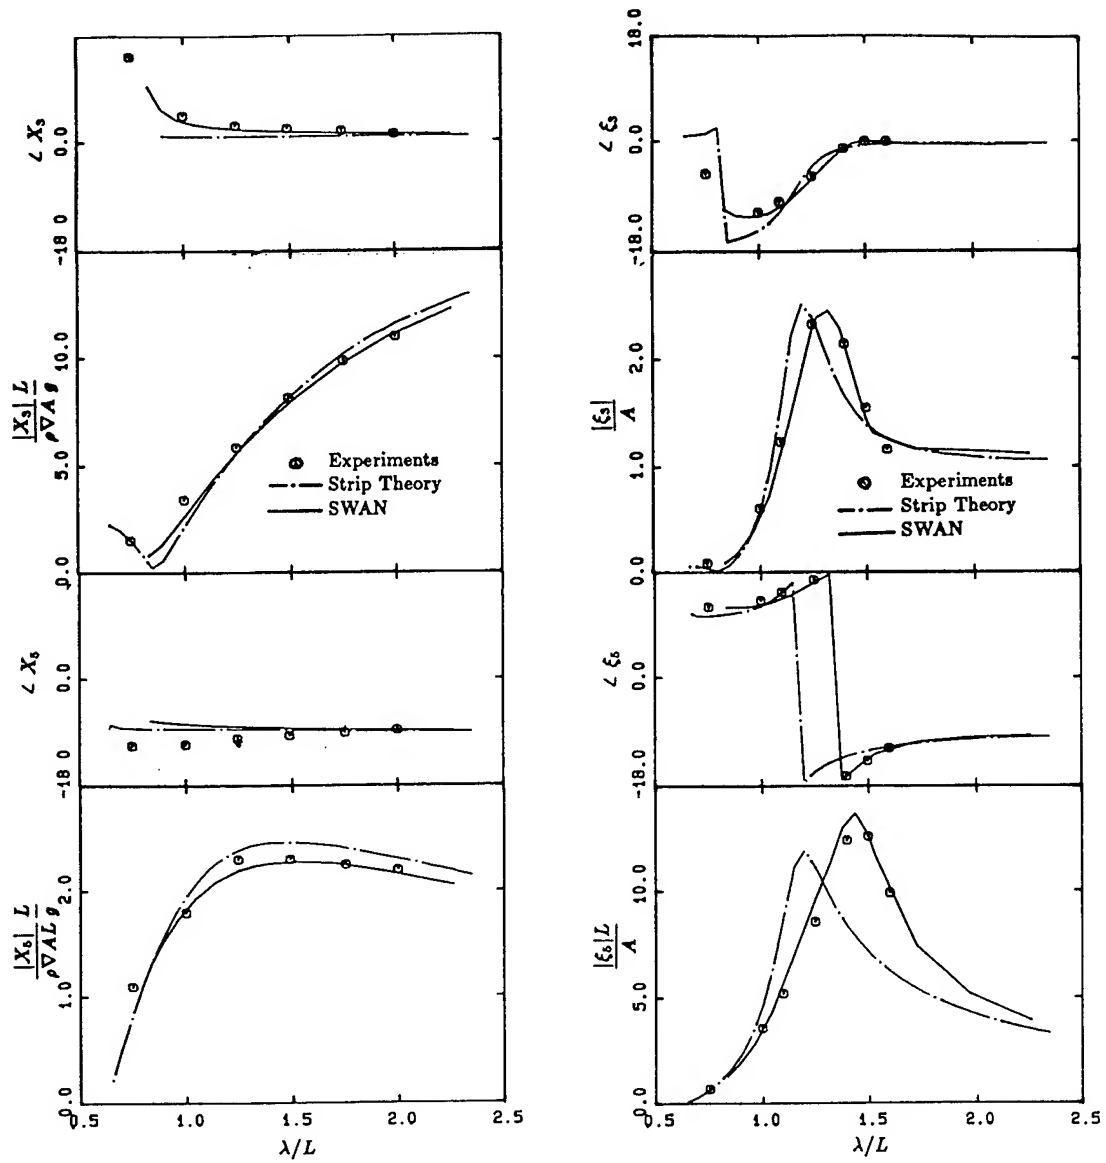 ∠ X₃
0.0
-18 0
|X₃| L
ρ∇A g
10.0
5.0
0.0
Experiments
Strip Theory
SWAN
∠ X₅
0.0
-18 0
|X₅| L
ρ∇AL g
2.0
1.0
0.0
0.5 1.0 1.5 2.0 2.5
λ/L
18.0
∠ ξ₃
0.0
-18.0
|ξ₃|
A
2.0
1.0
0.0
Experiments
Strip Theory
SWAN
∠ ξ₅
0.0
-18.0
|ξ₅|L
A
10.0
5.0
0.0
0.5 1.0 1.5 2.0 2.5
λ/L